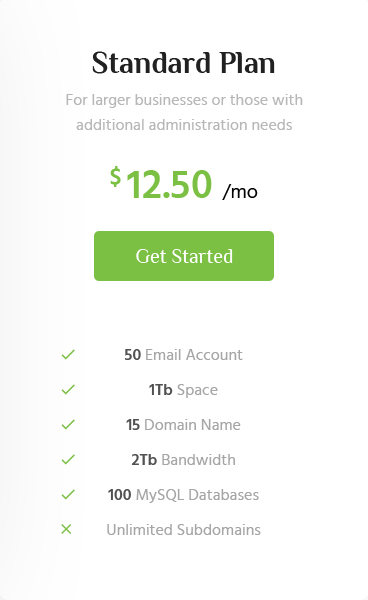 Standard Plan
For larger businesses or those with
additional administration needs
$12.50 /mo
Get Started
50 Email Account
1Tb Space
15 Domain Name
2Tb Bandwidth
100 MySQL Databases
Unlimited Subdomains